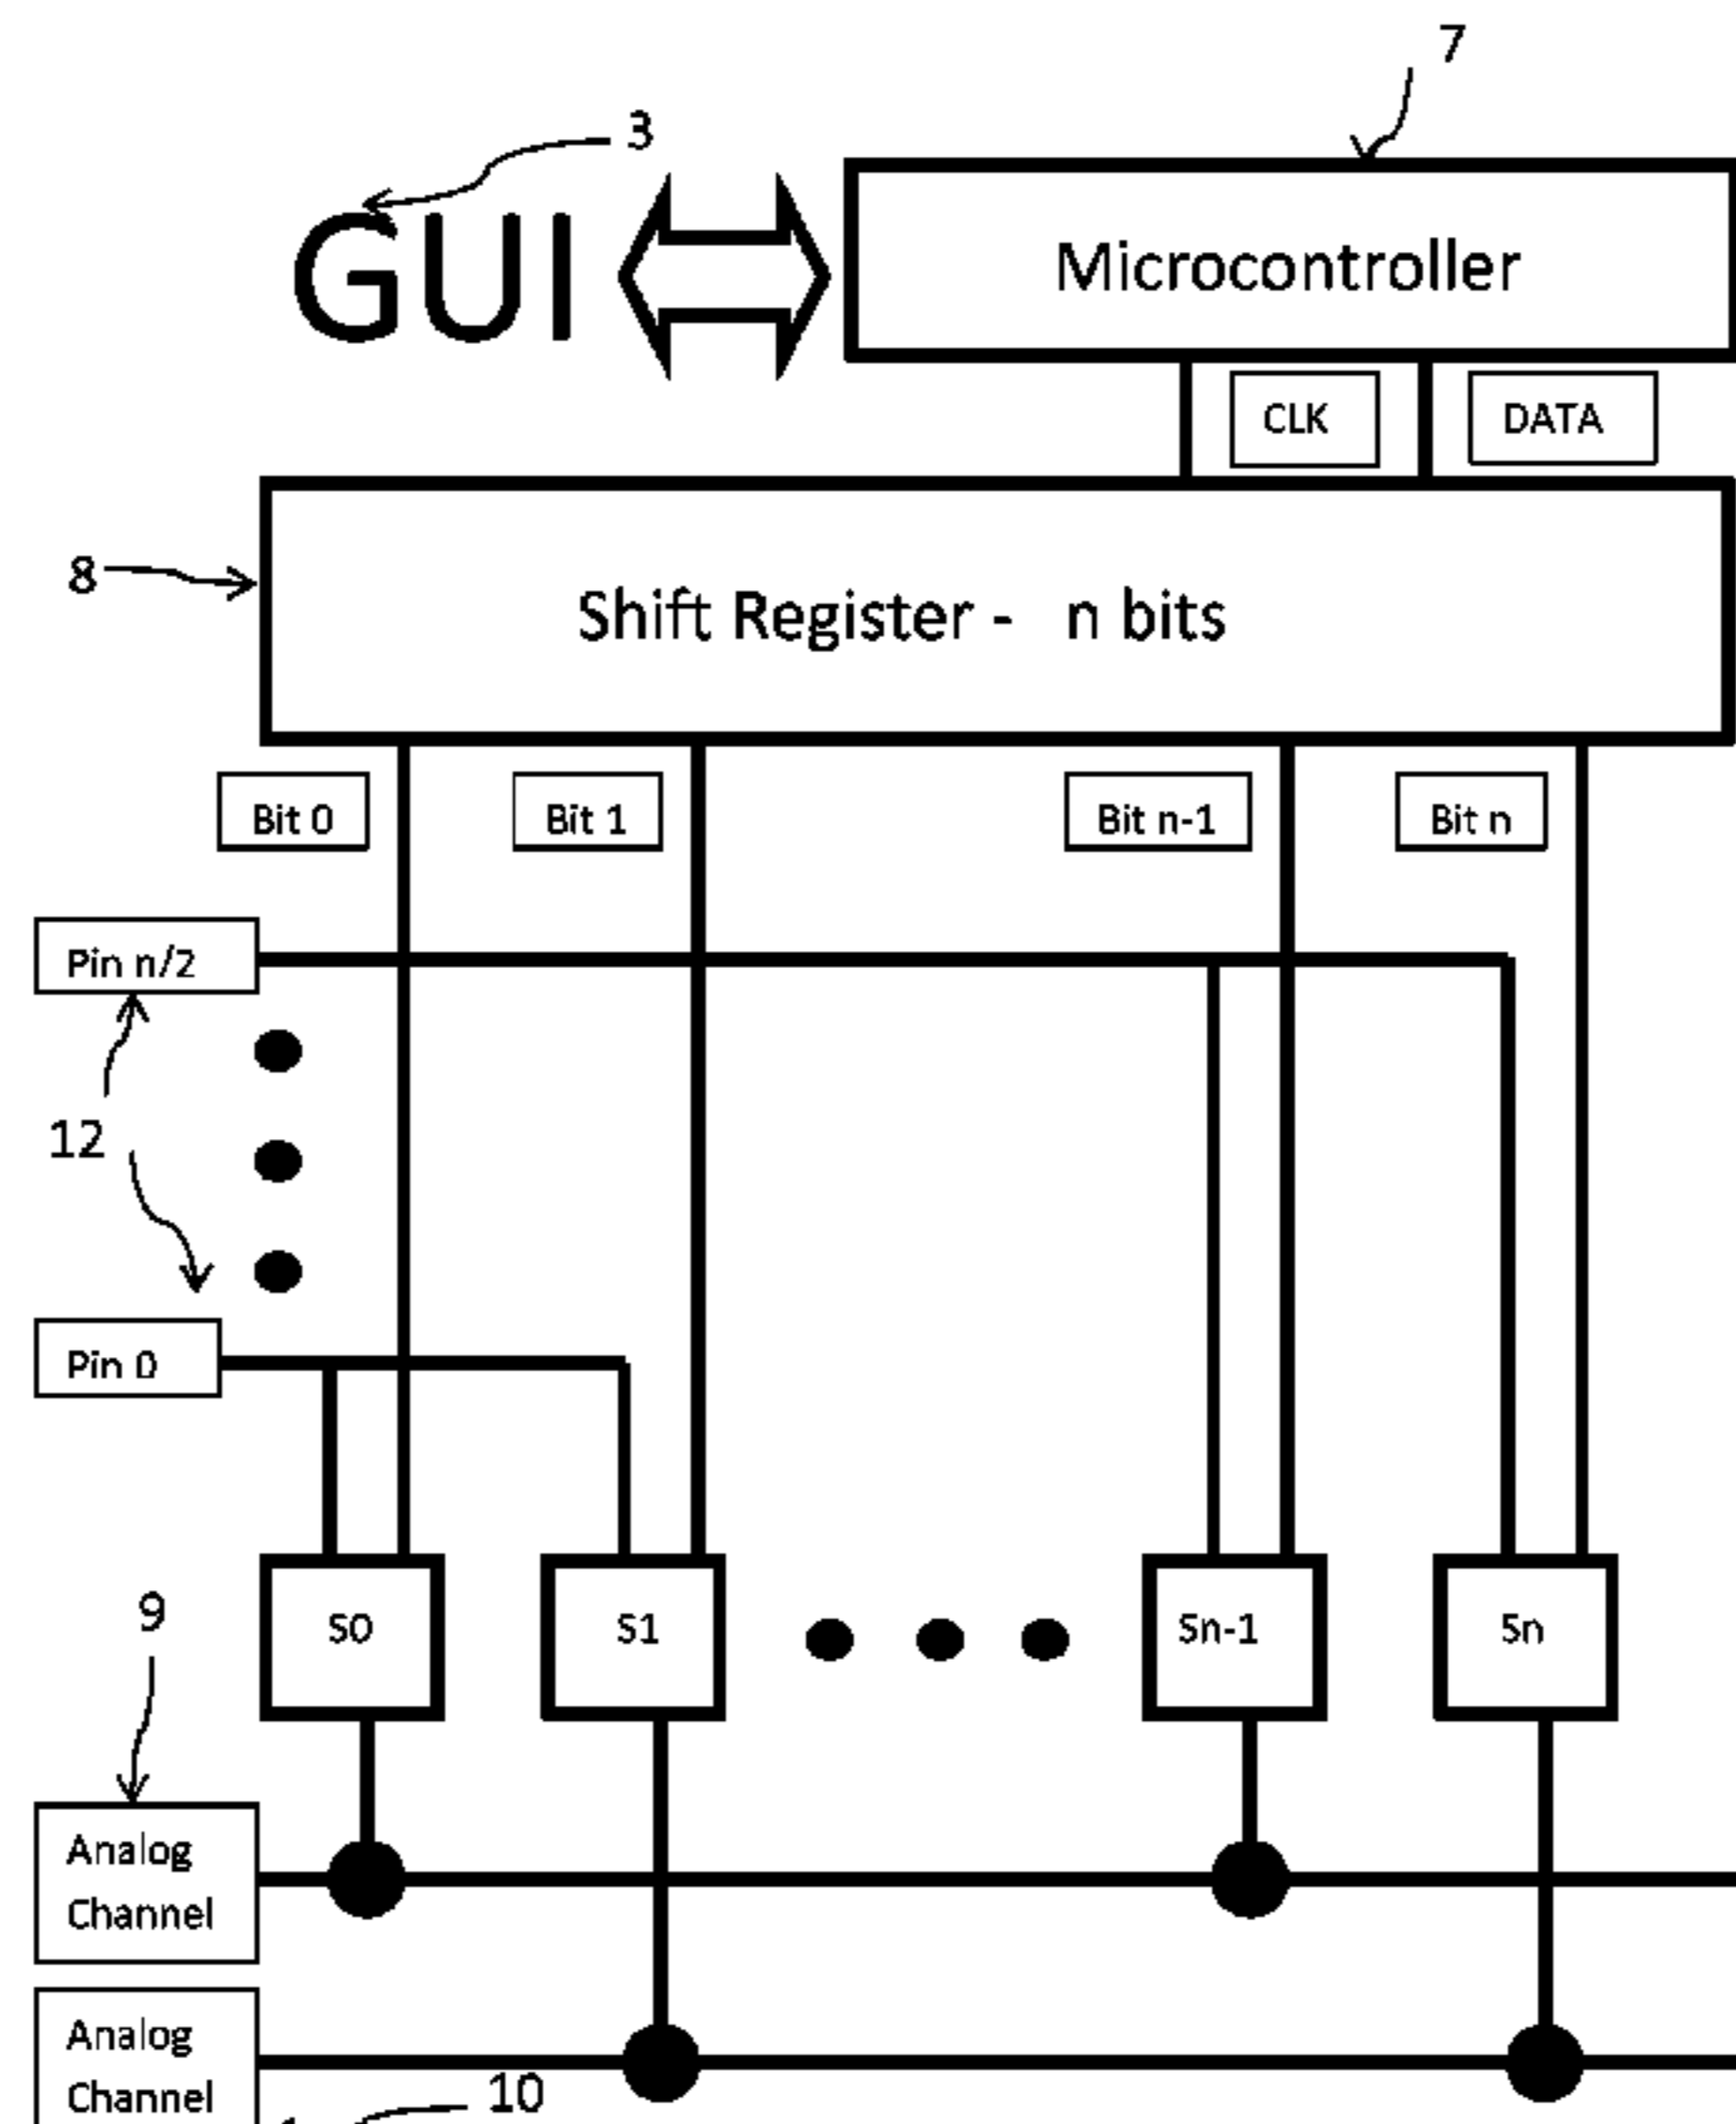 7
3
GUI
Microcontroller
CLK
DATA
8
Shift Register - n bits
Bit 0
Bit 1
Bit n-1
Bit n
Pin n/2
12
Pin 0
S0
S1
Sn-1
Sn
9
Analog
Channel
Analog
Channel
10